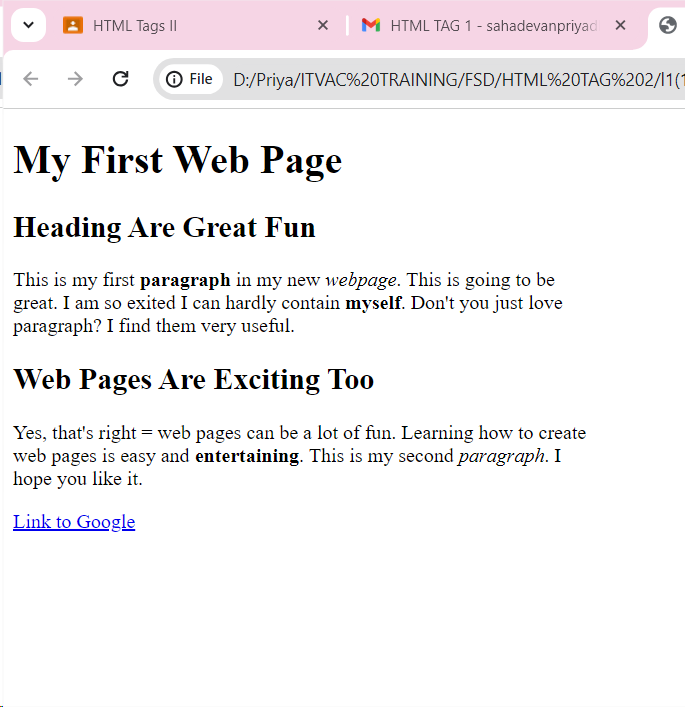 HTML Tags II
HTML TAG 1 - sahadevanpriyad
File
D:/Priya/ITVAC%20TRAINING/FSD/HTML%20TAG%202/l1(1
My First Web Page
Heading Are Great Fun
This is my first paragraph in my new webpage. This is going to be
great. I am so exited I can hardly contain myself. Don't you just love
paragraph? I find them very useful.
Web Pages Are Exciting Too
Yes, that's right = web pages can be a lot of fun. Learning how to create
web pages is easy and entertaining. This is my second paragraph. I
hope you like it.
Link to Google